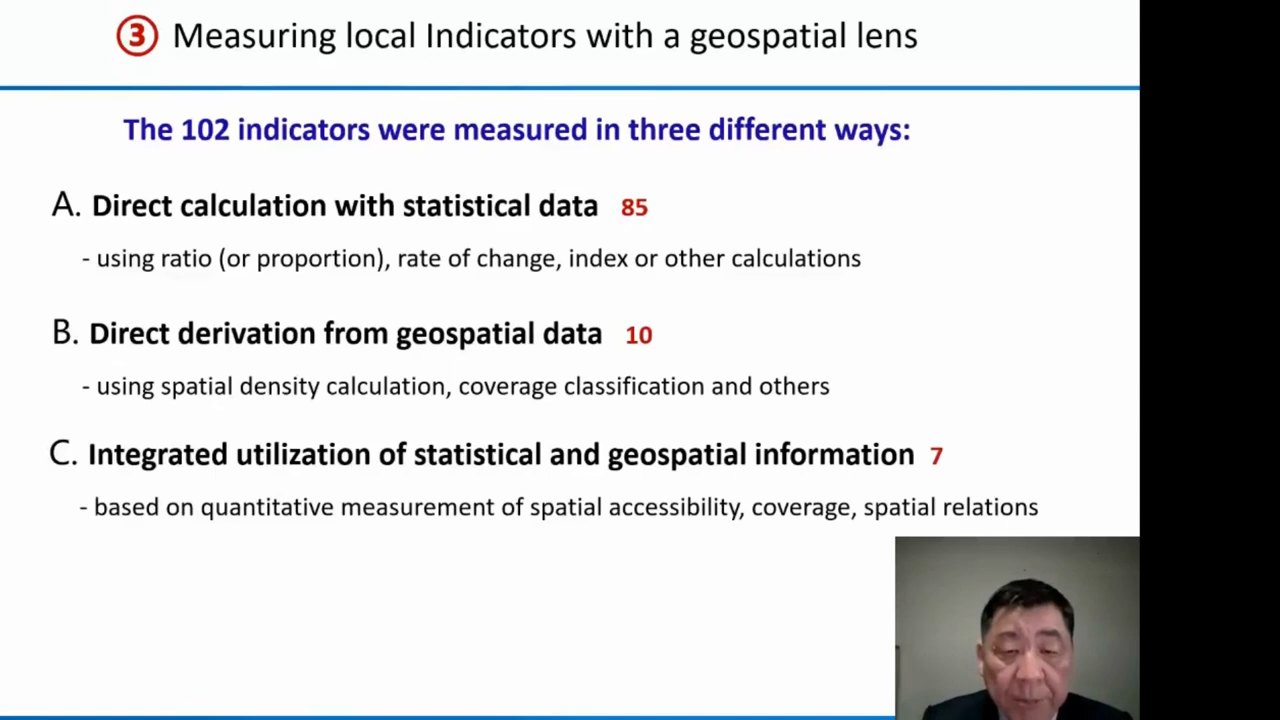 ③ Measuring local Indicators with a geospatial lens
The 102 indicators were measured in three different ways:
A. Direct calculation with statistical data 85
- using ratio (or proportion), rate of change, index or other calculations
B. Direct derivation from geospatial data 10
- using spatial density calculation, coverage classification and others
C. Integrated utilization of statistical and geospatial information 7
- based on quantitative measurement of spatial accessibility, coverage, spatial relations